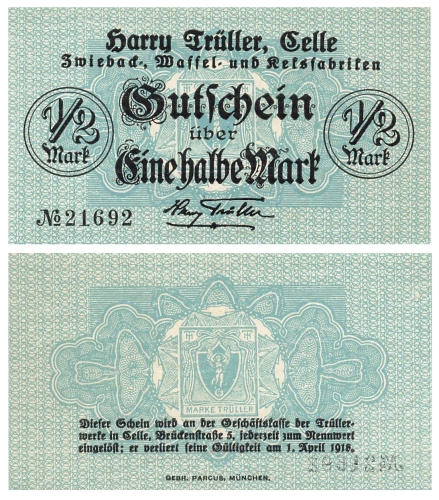 Harry Trüller, Celle
Zwieback-, Waffel- und Keksfabriken
Gutschein
über
Eine halbe Mark
1/2
Mark
1/2
Mark
№ 21692
Harry Trüller
MARKE TRÜLLER
Dieser Schein wird an der Geschäftskasse der Trüller-
werke in Celle, Brückenstraße 5, jederzeit zum Nennwert
eingelöst; er verliert seine Gültigkeit am 1. April 1918.
GEBR. PARCUS, MÜNCHEN.